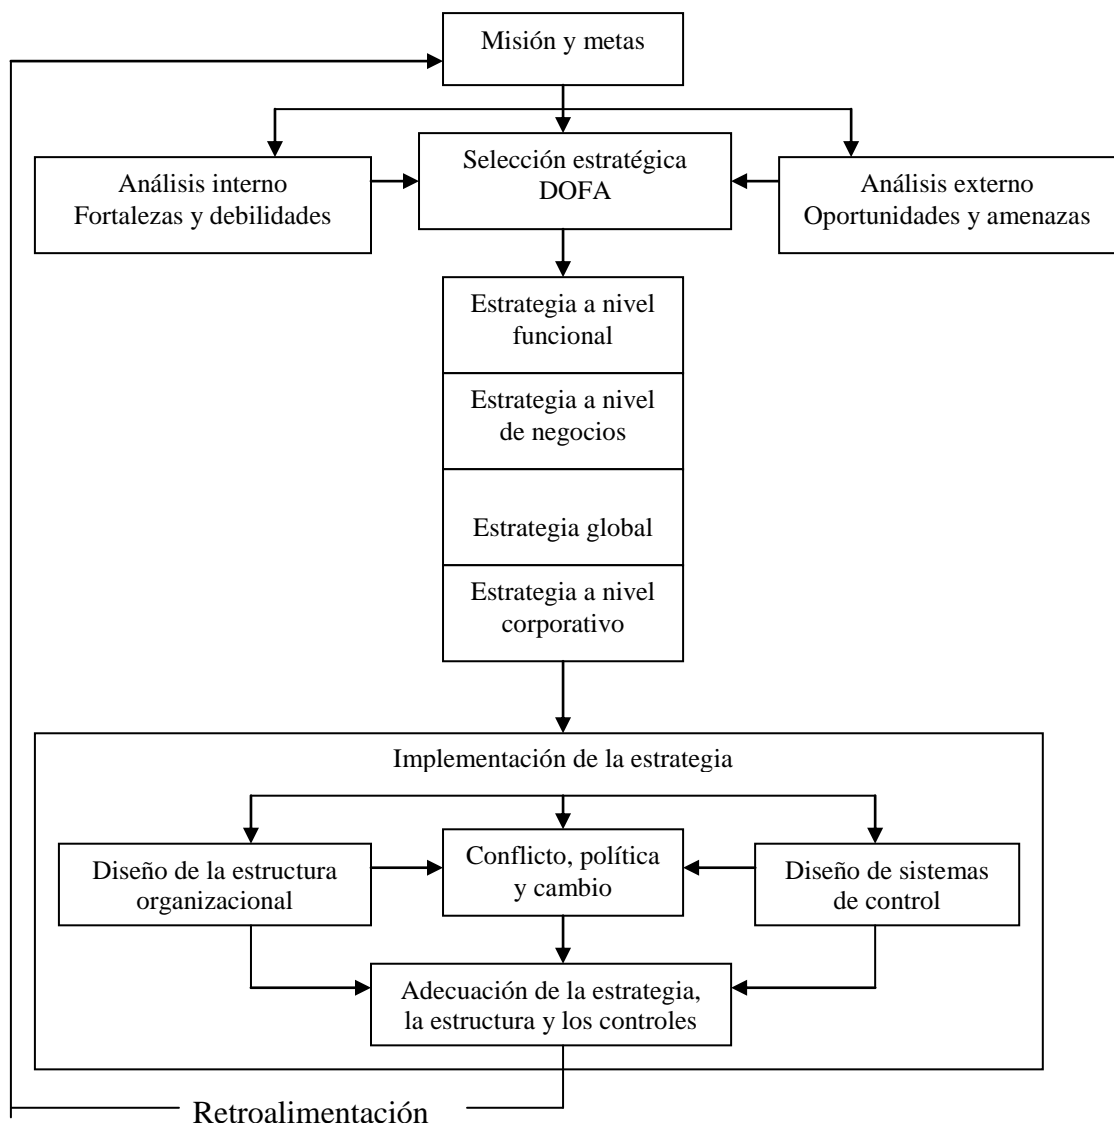 Misión y metas
Selección estratégica
DOFA
Análisis interno
Fortalezas y debilidades
Análisis externo
Oportunidades y amenazas
Estrategia a nivel
funcional
Estrategia a nivel
de negocios
Estrategia global
Estrategia a nivel
corporativo
Implementación de la estrategia
Diseño de la estructura
organizacional
Conflicto, política
y cambio
Diseño de sistemas
de control
Adecuación de la estrategia,
la estructura y los controles
Retroalimentación